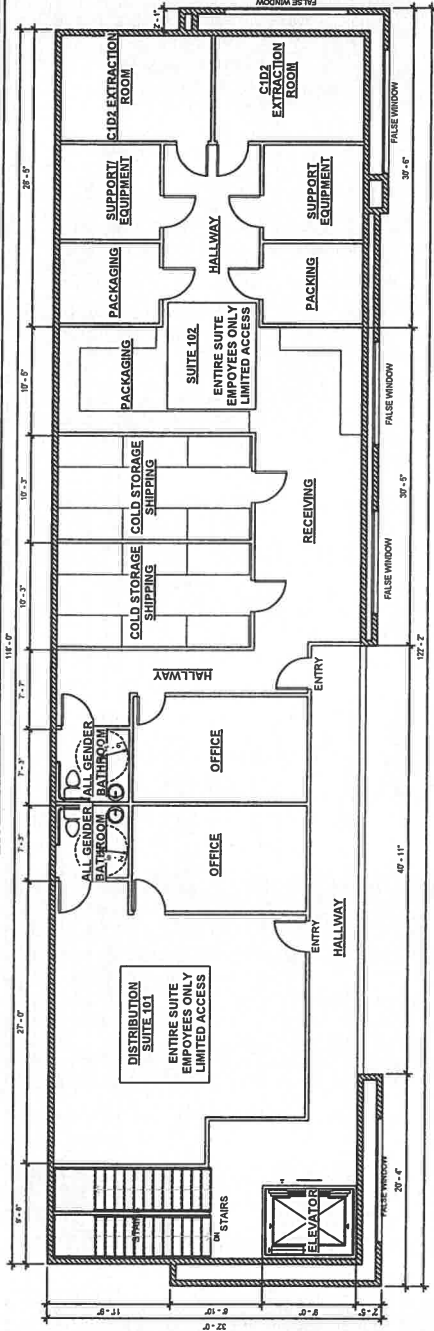 FALSE WINDOW
2' - 1"
C1D2 EXTRACTION
ROOM
C1D2
EXTRACTION
ROOM
FALSE WINDOW
28' - 5"
30' - 6"
SUPPORT/
EQUIPMENT
SUPPORT
EQUIPMENT
HALLWAY
PACKAGING
PACKING
PACKAGING
SUITE 102
ENTIRE SUITE
EMPOYEES ONLY
LIMITED ACCESS
10' - 5"
FALSE WINDOW
COLD STORAGE
SHIPPING
10' - 3"
RECEIVING
30' - 5"
FALSE WINDOW
COLD STORAGE
SHIPPING
10' - 3"
118' - 0"
122' - 2"
HALLWAY
ENTRY
7' - 7"
ALL GENDER
BATHROOM
OFFICE
7' - 3"
ALL GENDER
BATHROOM
OFFICE
7' - 3"
ENTRY
HALLWAY
40' - 11"
DISTRIBUTION
SUITE 101
ENTIRE SUITE
EMPOYEES ONLY
LIMITED ACCESS
27' - 0"
STAIRS
DN
STAIRS
ELEVATOR
FALSE WINDOW
20' - 4"
9' - 8"
11' - 9"
8' - 10"
9' - 0"
2' - 5"
32' - 0"